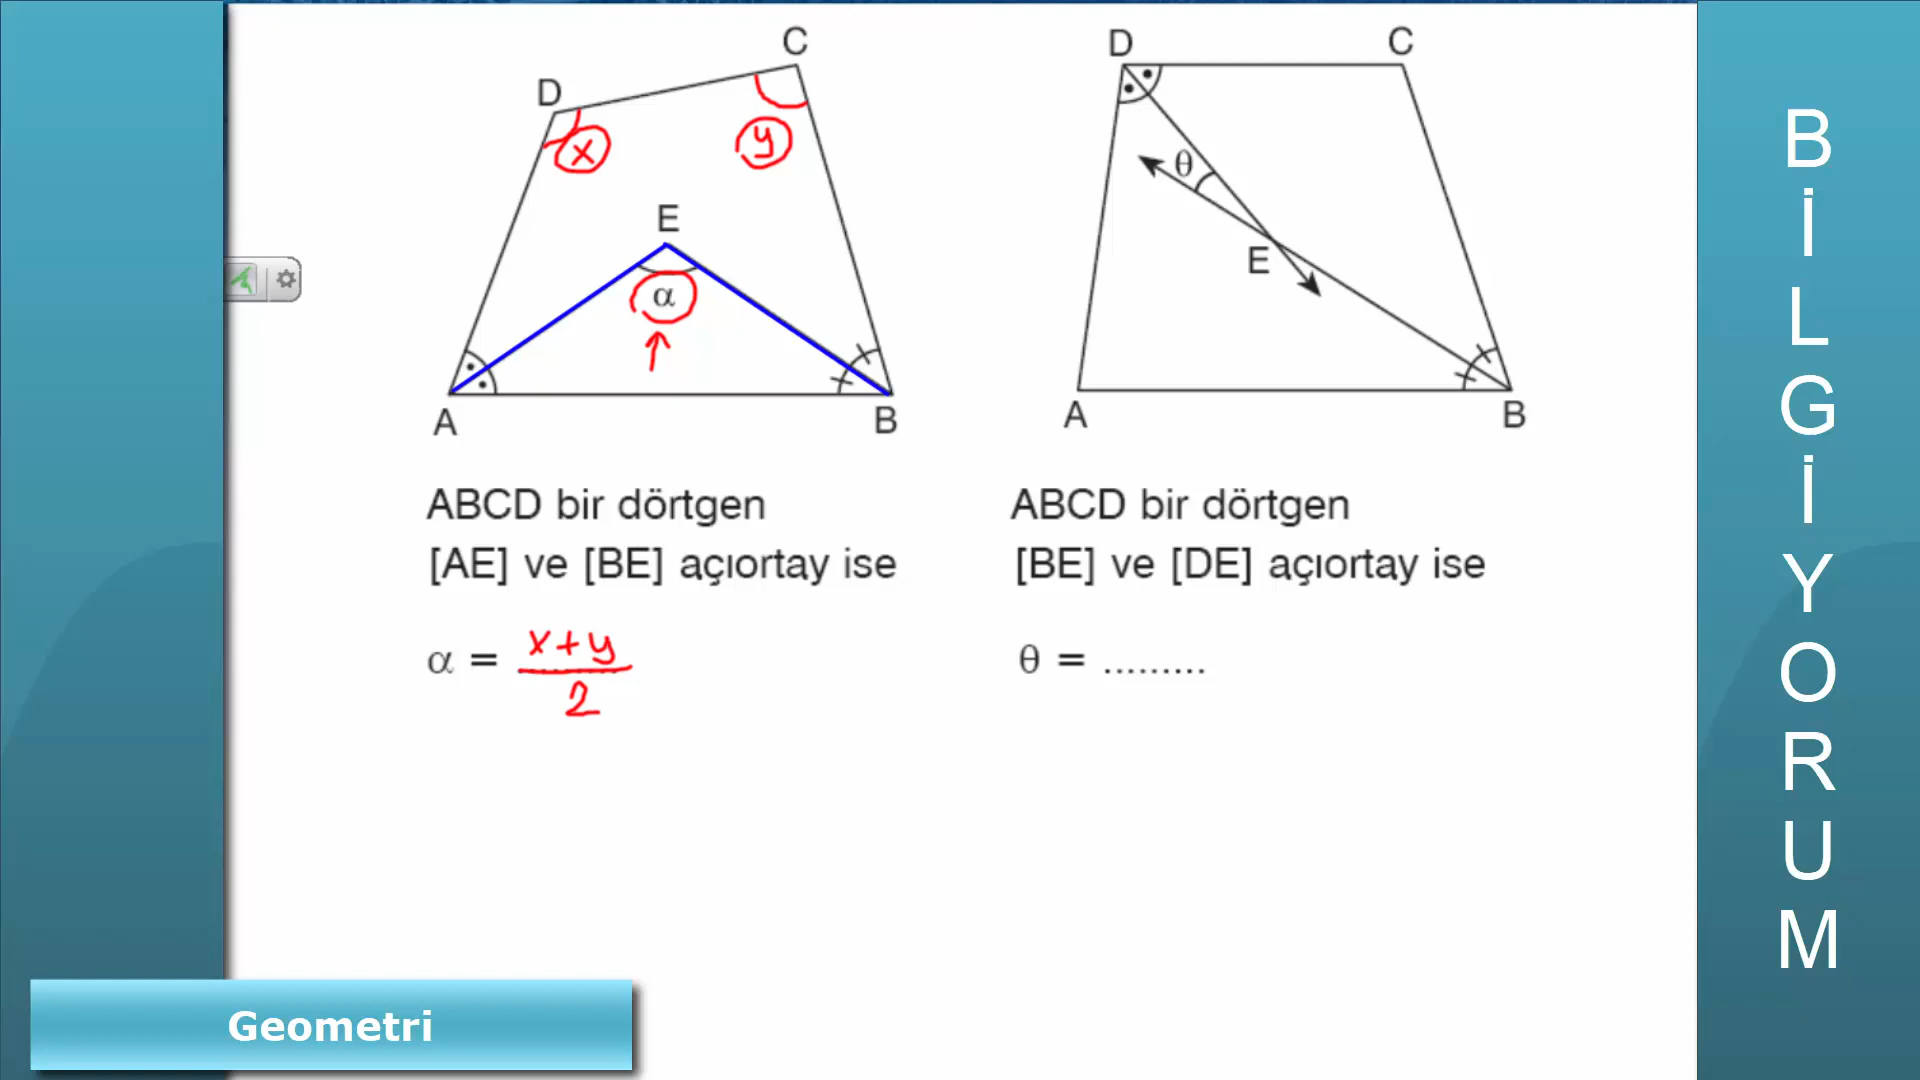 D
C
x
y
E
α
A
B
ABCD bir dörtgen
[AE] ve [BE] açıortay ise
α = x+y
2
D
C
θ
E
A
B
ABCD bir dörtgen
[BE] ve [DE] açıortay ise
θ = .........
BİLGİYORUM
Geometri